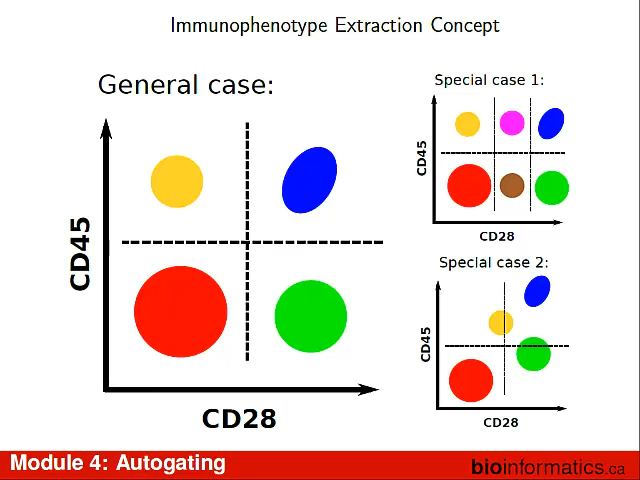 Immunophenotype Extraction Concept
General case:
CD45
CD28
Special case 1:
CD45
CD28
Special case 2:
CD45
CD28
Module 4: Autogating
bioinformatics.ca